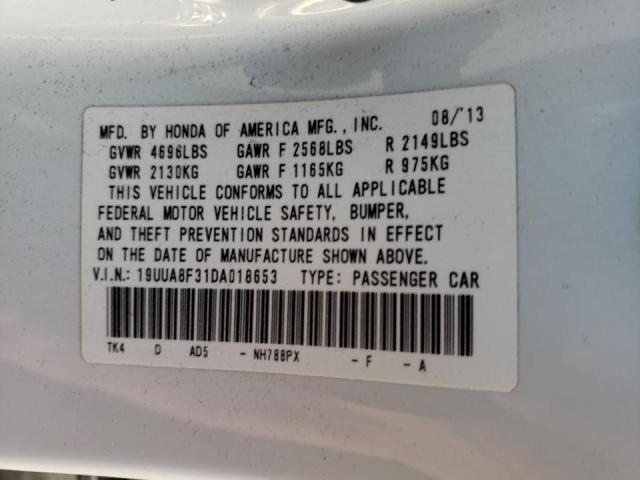 MFD. BY HONDA OF AMERICA MFG., INC. 08/'13
GVWR 4696LBS GAWR F 2568LBS R 2149LBS
GVWR 2130KG GAWR F 1165KG R 975KG
THIS VEHICLE CONFORMS TO ALL APPLICABLE
FEDERAL MOTOR VEHICLE SAFETY, BUMPER,
AND THEFT PREVENTION STANDARDS IN EFFECT
ON THE DATE OF MANUFACTURE SHOWN ABOVE.
V.I.N.: 19UUA8F31DA018653 TYPE: PASSENGER CAR
TK4 D AD5 - NH788PX - F - A